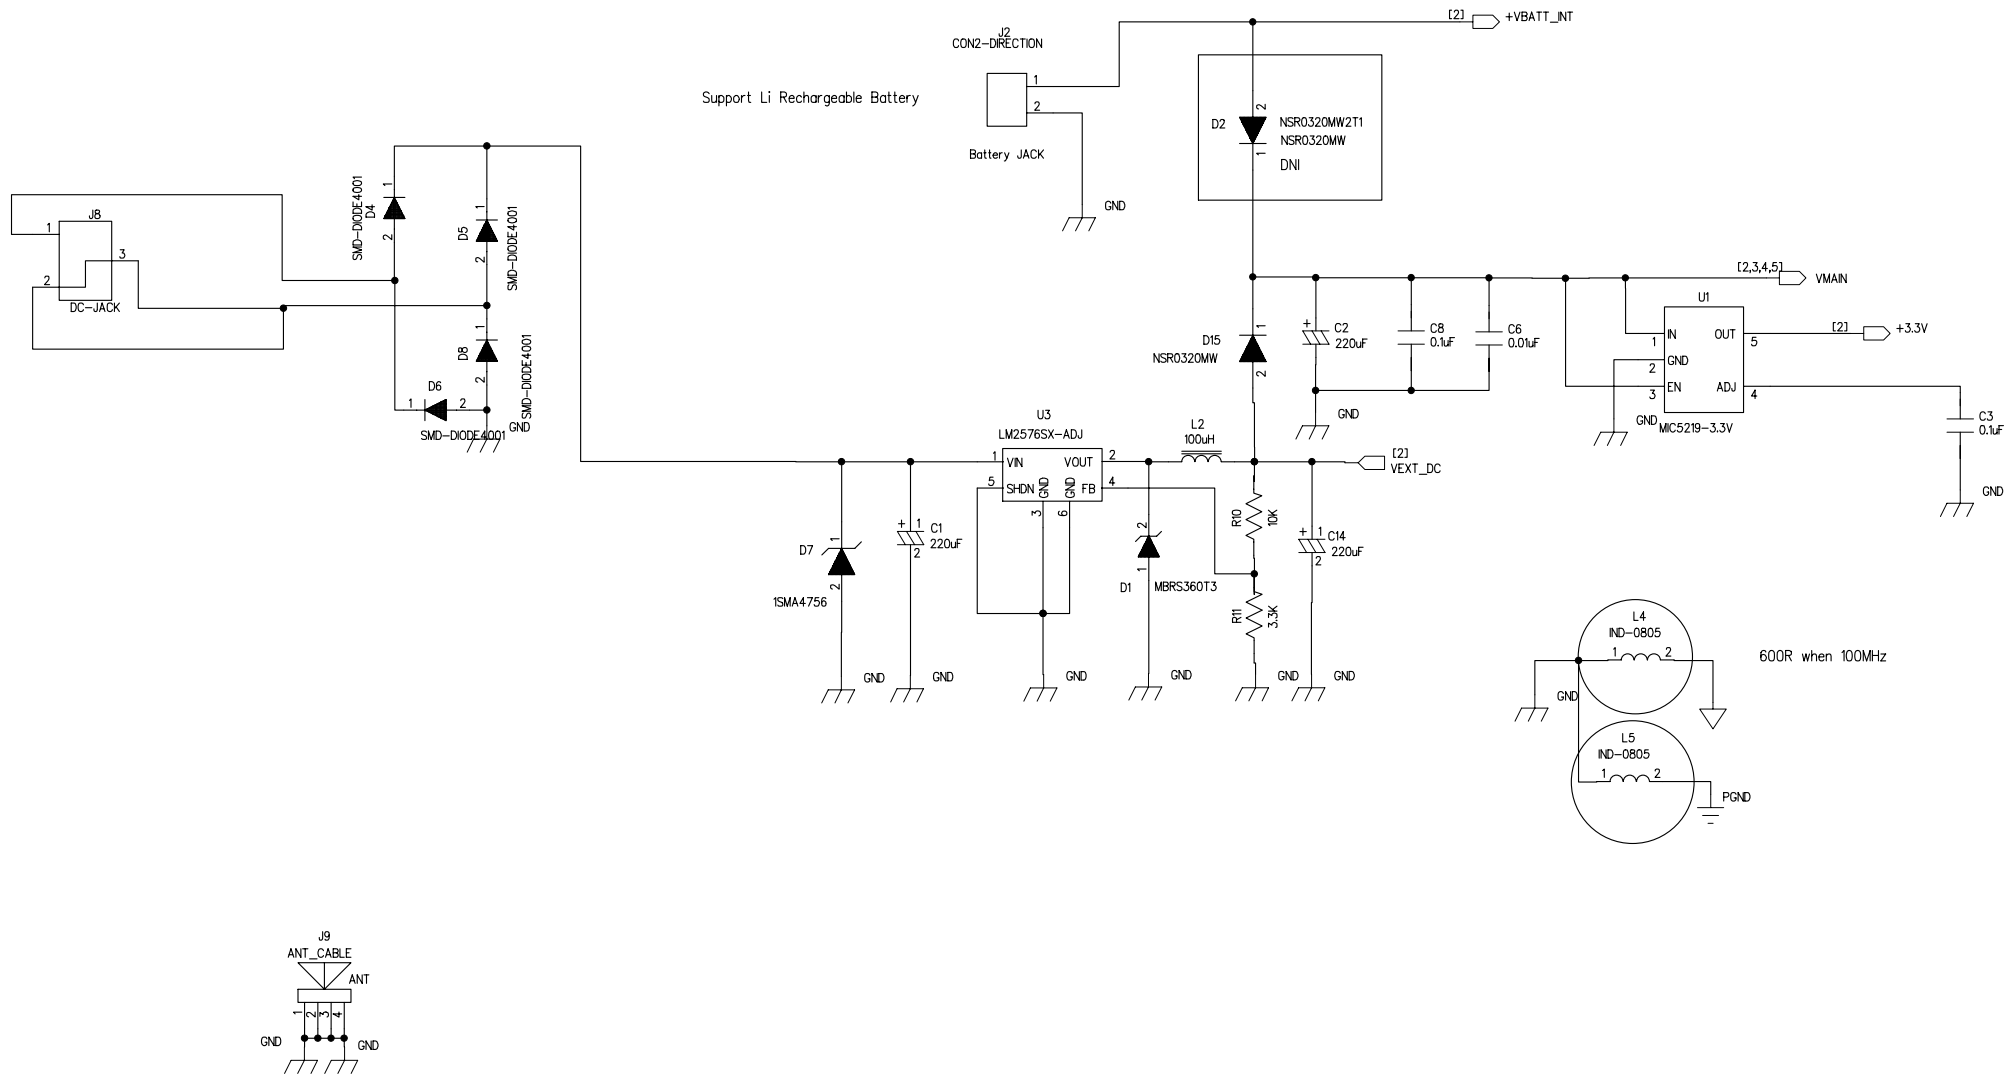 [2]
+VBATT_INT
J2
CON2-DIRECTION
1
2
Support Li Rechargeable Battery
Battery JACK
GND
D2
2
1
NSR0320MW2T1
NSR0320MW
DNI
J8
1
2
3
DC-JACK
SMD-DIODE4001
D4
1
2
D5
1
2
SMD-DIODE4001
D8
1
2
SMD-DIODE4001
D6
1
2
SMD-DIODE4001
GND
[2,3,4,5]
VMAIN
D15
NSR0320MW
1
2
+
C2
220uF
C8
0.1uF
C6
0.01uF
GND
U1
IN
OUT
GND
EN
ADJ
1
2
3
5
4
MIC5219-3.3V
GND
[2]
+3.3V
C3
0.1uF
GND
U3
LM2576SX-ADJ
1
VIN
VOUT
2
5
SHDN
GND
GND
FB
4
3
6
L2
100uH
[2]
VEXT_DC
D7
1
2
1SMA4756
+
1
C1
220uF
2
D1
2
1
MBRS360T3
R10
10K
R11
3.3K
+
1
C14
220uF
2
GND
GND
GND
GND
GND
GND
L4
IND-0805
1
2
600R when 100MHz
GND
L5
IND-0805
1
2
PGND
J9
ANT_CABLE
ANT
1
2
3
4
GND
GND